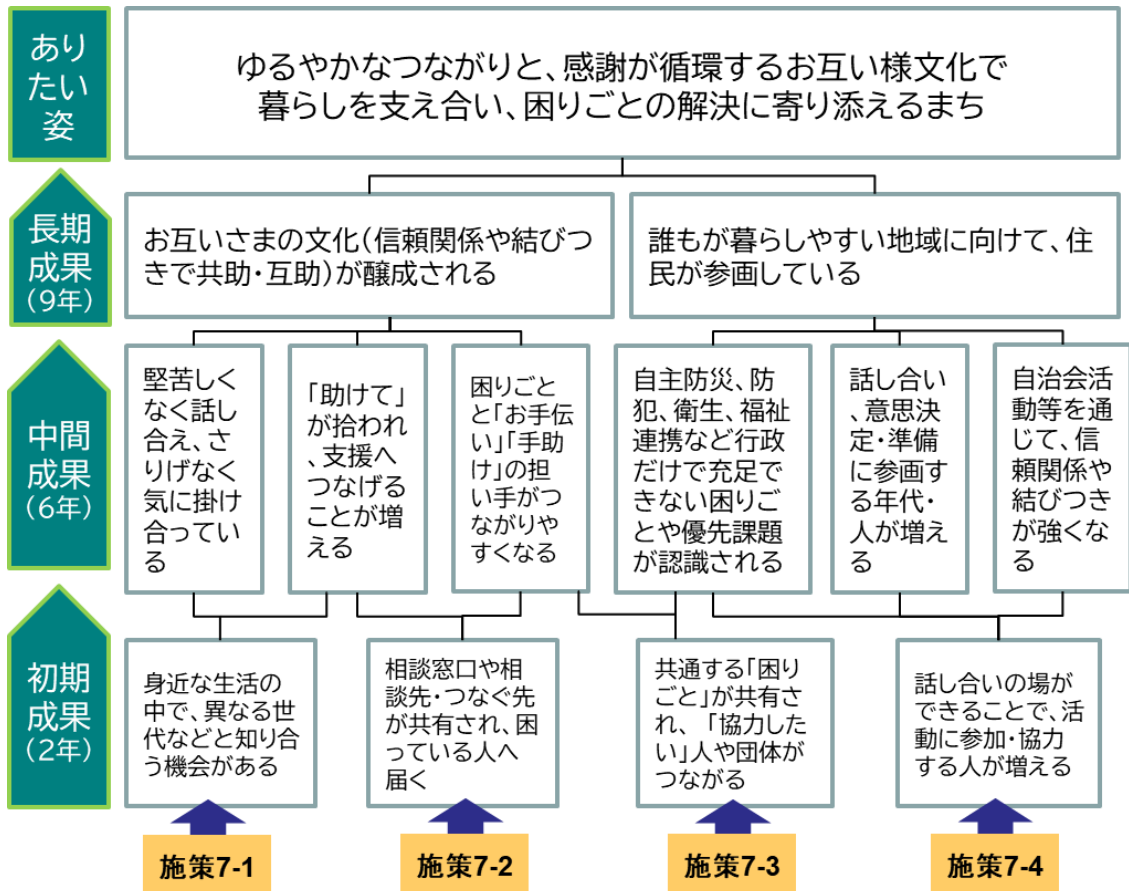 あり
たい
姿
ゆるやかなつながりと、感謝が循環するお互い様文化で
暮らしを支え合い、困りごとの解決に寄り添えるまち
長期
成果
(9年)
お互いさまの文化(信頼関係や結びつ
きで共助・互助)が醸成される
誰もが暮らしやすい地域に向けて、住
民が参画している
中間
成果
(6年)
堅苦しく
なく話し
合え、さ
りげなく
気に掛け
合ってい
る
「助けて」
が拾われ
、支援へ
つなげる
ことが増
える
困りごと
と「お手伝
い」「手助
け」の担
い手がつ
ながりや
すくなる
自主防災、防
犯、衛生、福祉
連携など行政
だけで充足で
きない困りご
とや優先課題
が認識される
話し合い
、意思決
定・準備
に参画す
る年代・
人が増え
る
自治会活
動等を通
じて、信
頼関係や
結びつき
が強くな
る
初期
成果
(2年)
身近な生活の
中で、異なる世
代などと知り合
う機会がある
相談窓口や相
談先・つなぐ先
が共有され、困
っている人へ
届く
共通する「困り
ごと」が共有さ
れ、「協力した
い」人や団体が
つながる
話し合いの場が
できることで、活
動に参加・協力
する人が増える
施策7-1
施策7-2
施策7-3
施策7-4